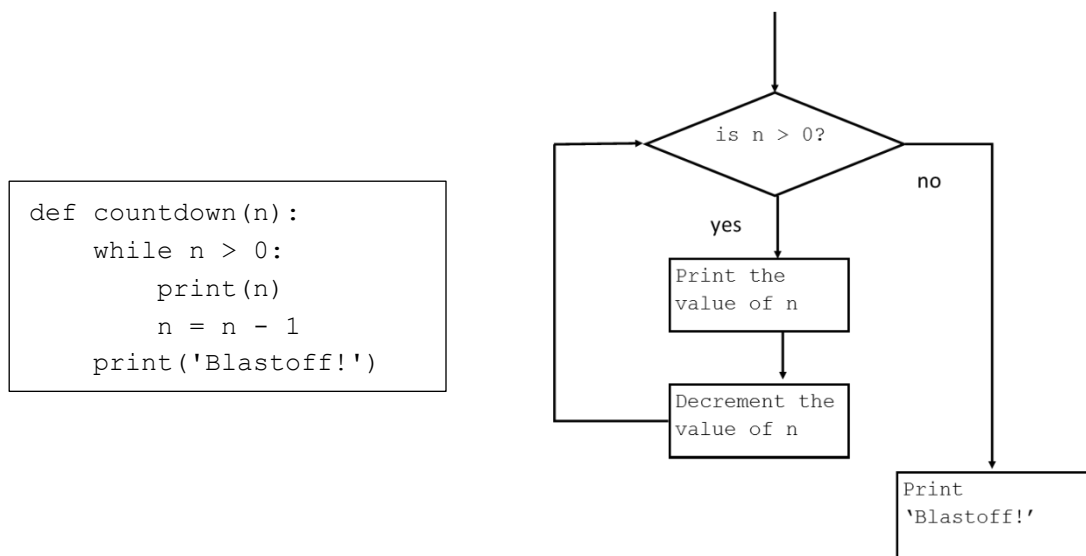 def countdown(n):
    while n > 0:
        print(n)
        n = n - 1
    print('Blastoff!')
is n > 0?
no
yes
Print the
value of n
Decrement the
value of n
Print
‘Blastoff!’